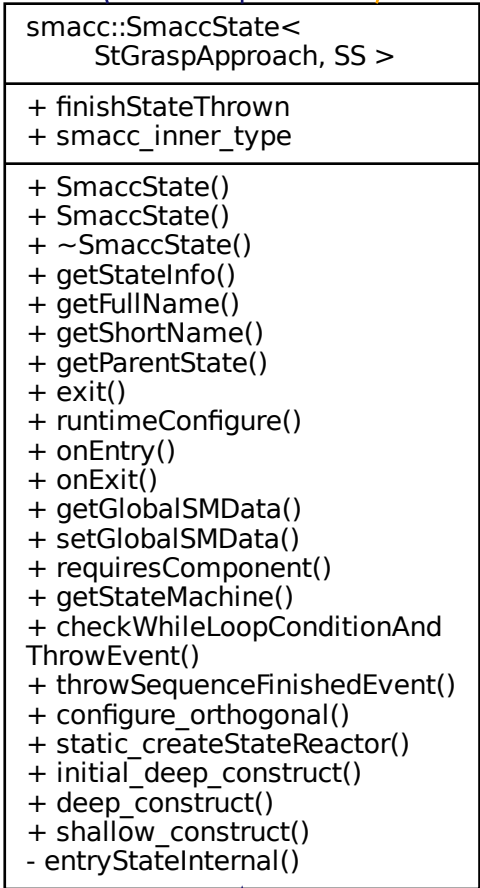 smacc::SmaccState<
StGraspApproach, SS >
+ finishStateThrown
+ smacc_inner_type
+ SmaccState()
+ SmaccState()
+ ~SmaccState()
+ getStateInfo()
+ getFullName()
+ getShortName()
+ getParentState()
+ exit()
+ runtimeConfigure()
+ onEntry()
+ onExit()
+ getGlobalSMData()
+ setGlobalSMData()
+ requiresComponent()
+ getStateMachine()
+ checkWhileLoopConditionAnd
ThrowEvent()
+ throwSequenceFinishedEvent()
+ configure_orthogonal()
+ static_createStateReactor()
+ initial_deep_construct()
+ deep_construct()
+ shallow_construct()
- entryStateInternal()